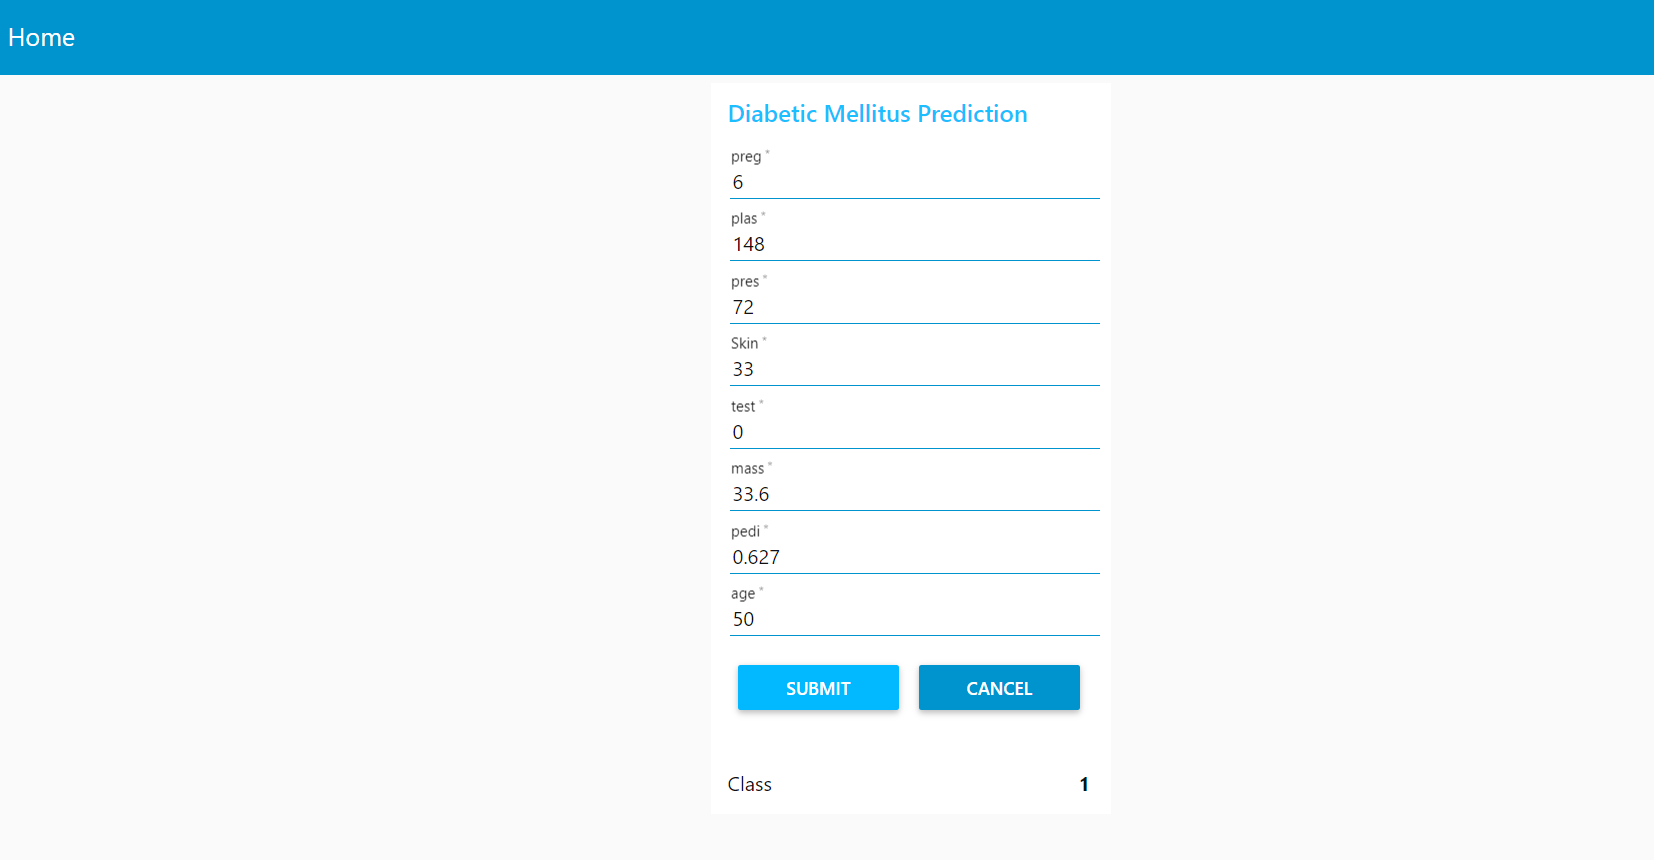 Home
Diabetic Mellitus Prediction
preg *
6
plas *
148
pres *
72
Skin *
33
test *
0
mass *
33.6
pedi *
0.627
age *
50
SUBMIT CANCEL
Class 1